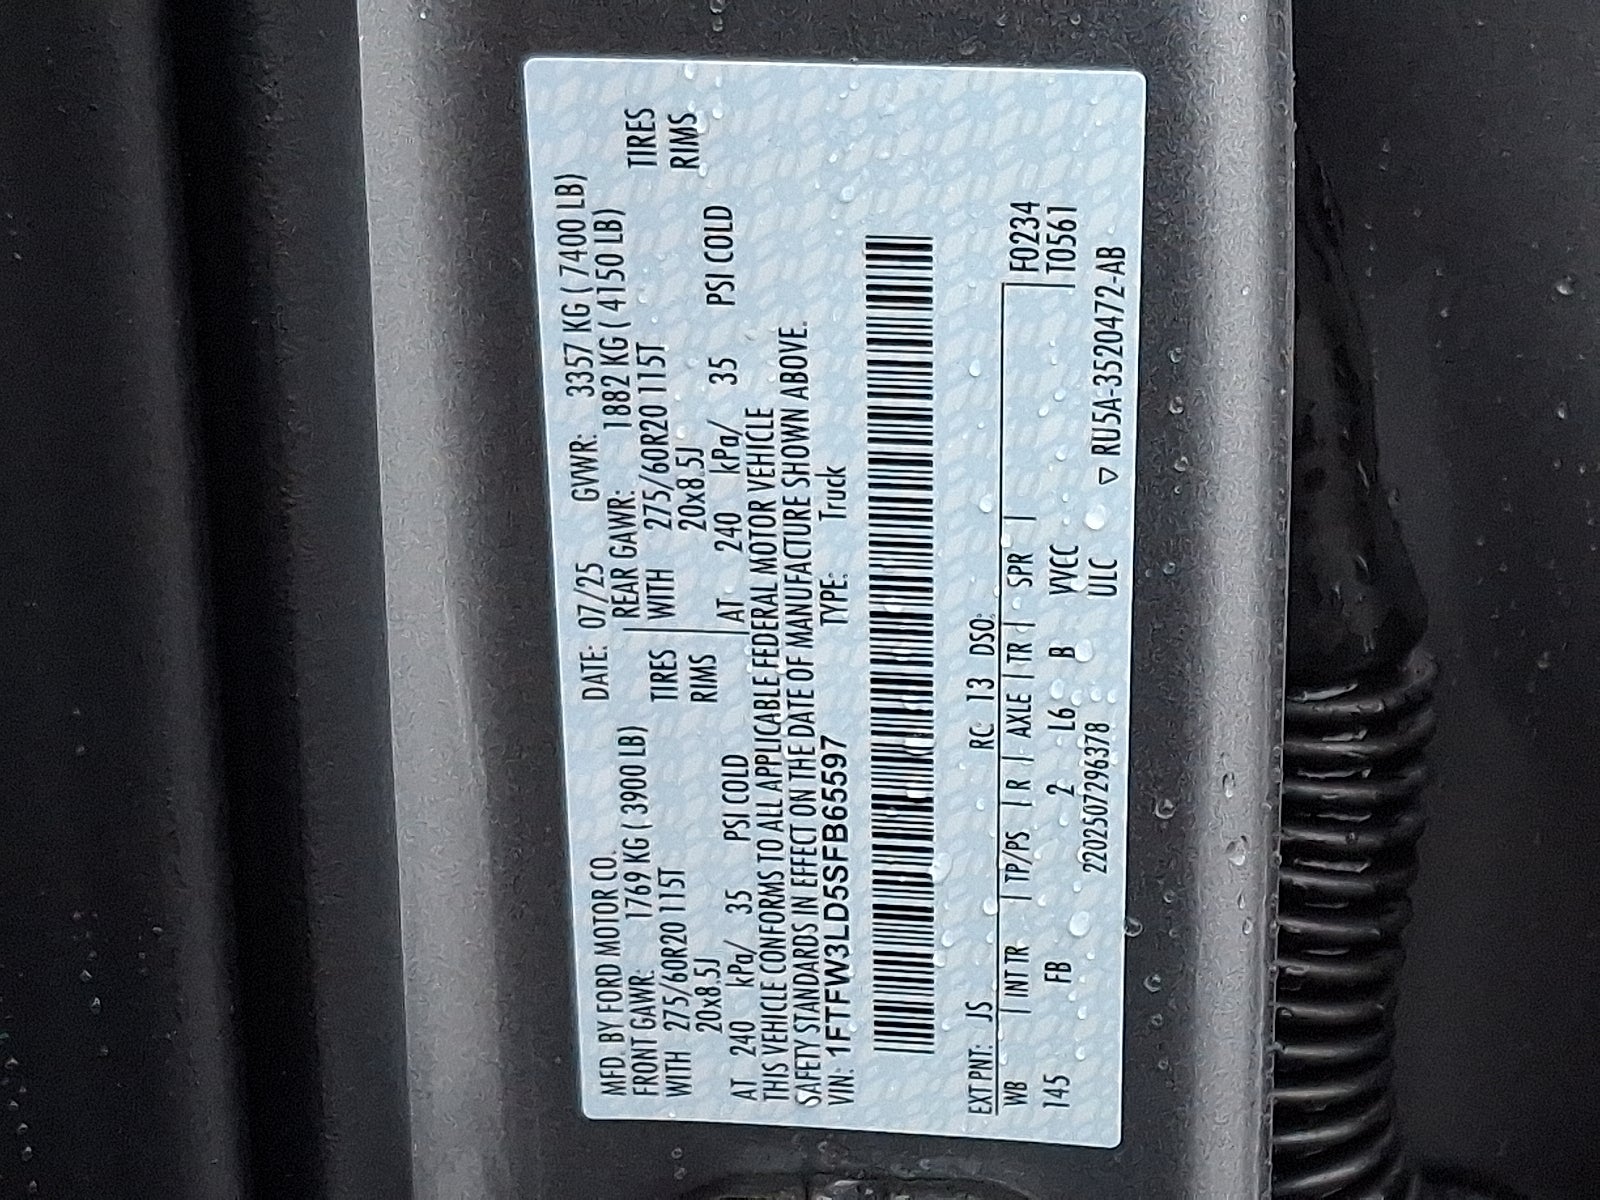 MFD. BY FORD MOTOR CO. DATE: 07/25 GVWR: 3357 KG ( 7400 LB)
FRONT GAWR: 1769 KG ( 3900 LB) REAR GAWR: 1882 KG ( 4150 LB)
WITH 275/60R20 115T TIRES WITH 275/60R20 115T TIRES
20x8.5J RIMS 20x8.5J RIMS
AT 240 kPa/ 35 PSI COLD AT 240 kPa/ 35 PSI COLD
THIS VEHICLE CONFORMS TO ALL APPLICABLE FEDERAL MOTOR VEHICLE
SAFETY STANDARDS IN EFFECT ON THE DATE OF MANUFACTURE SHOWN ABOVE.
VIN: 1FTFW3LD5SFB65597 TYPE: Truck
EXT PNT: JS RC: 13 DSO:
WB | INT TR | TP/PS | R | AXLE | TR | SPR | F0234
145 FB 2 L6 B VVCC T0561
220250729637​8 ULC ▽ RU5A-3520472-AB